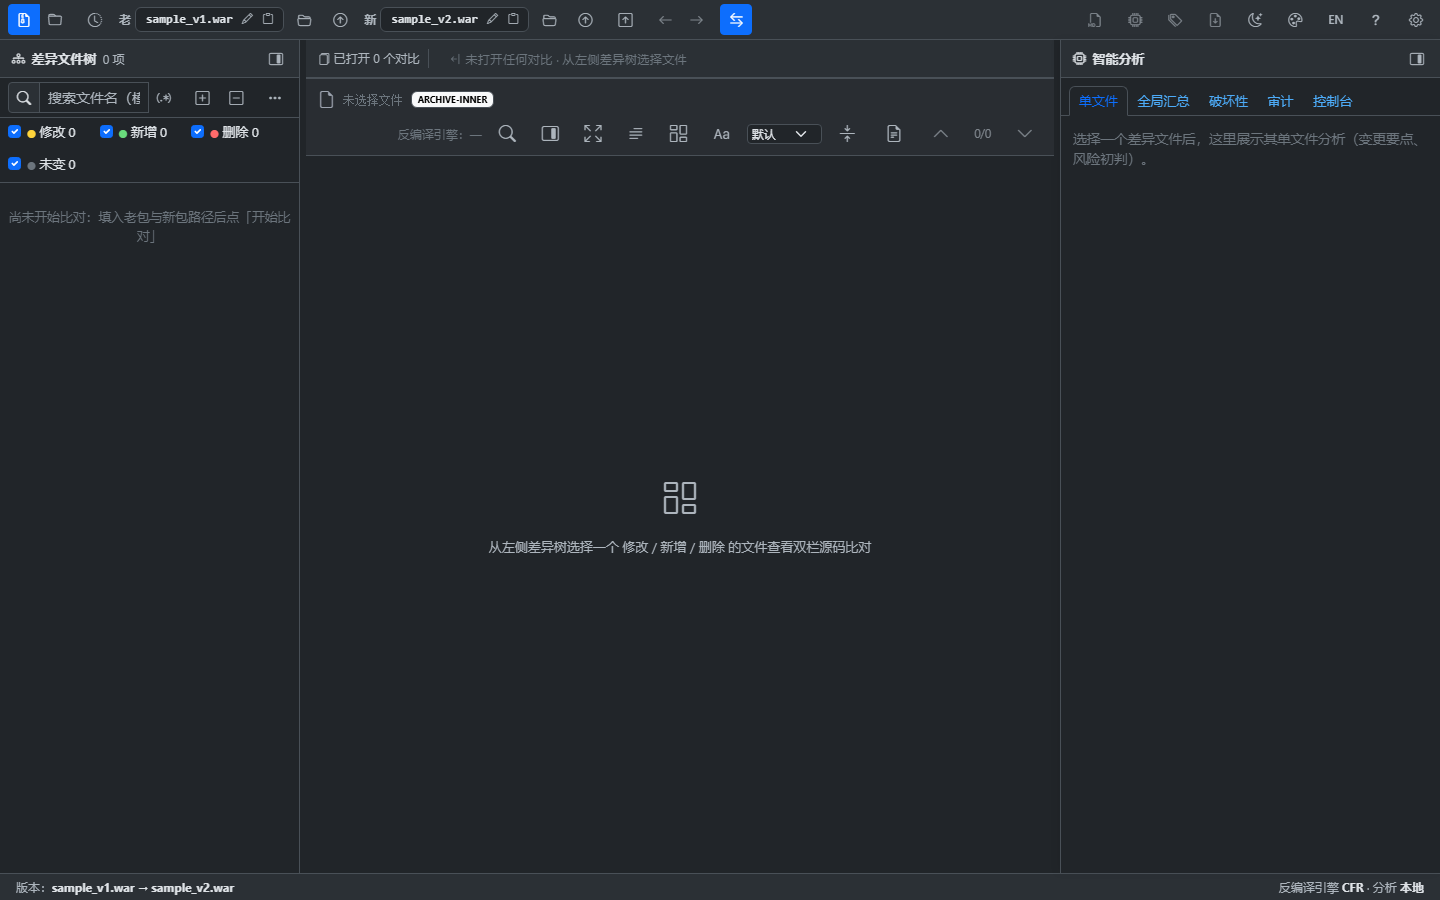 老 sample_v1.war 新 sample_v2.war EN ?
差异文件树 0 项
搜索文件名（模 (.*)
修改 0 新增 0 删除 0
未变 0
尚未开始比对：填入老包与新包路径后点「开始比
对」
已打开 0 个对比 未打开任何对比 · 从左侧差异树选择文件
未选择文件 ARCHIVE-INNER
反编译引擎：— Aa 默认 0/0
从左侧差异树选择一个 修改 / 新增 / 删除 的文件查看双栏源码比对
智能分析
单文件 全局汇总 破坏性 审计 控制台
选择一个差异文件后，这里展示其单文件分析（变更要点、
风险初判）。
版本：sample_v1.war → sample_v2.war
反编译引擎 CFR · 分析 本地